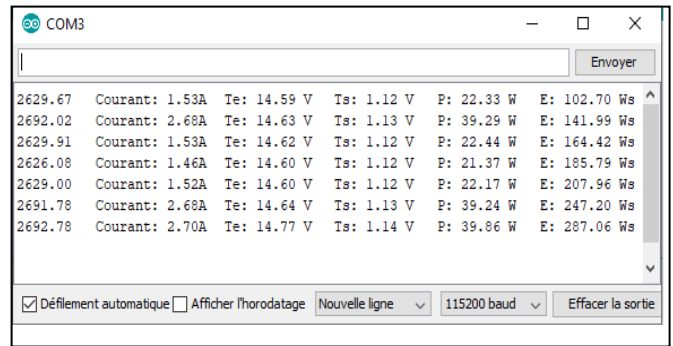 COM3
Envoyer
2629.67 Courant: 1.53A Te: 14.59 V Ts: 1.12 V P: 22.33 W E: 102.70 Ws
2692.02 Courant: 2.68A Te: 14.63 V Ts: 1.13 V P: 39.29 W E: 141.99 Ws
2629.91 Courant: 1.53A Te: 14.62 V Ts: 1.12 V P: 22.44 W E: 164.42 Ws
2626.08 Courant: 1.46A Te: 14.60 V Ts: 1.12 V P: 21.37 W E: 185.79 Ws
2629.00 Courant: 1.52A Te: 14.60 V Ts: 1.12 V P: 22.17 W E: 207.96 Ws
2691.78 Courant: 2.68A Te: 14.64 V Ts: 1.13 V P: 39.24 W E: 247.20 Ws
2692.78 Courant: 2.70A Te: 14.77 V Ts: 1.14 V P: 39.86 W E: 287.06 Ws
Défilement automatique Afficher l'horodatage Nouvelle ligne 115200 baud Effacer la sortie